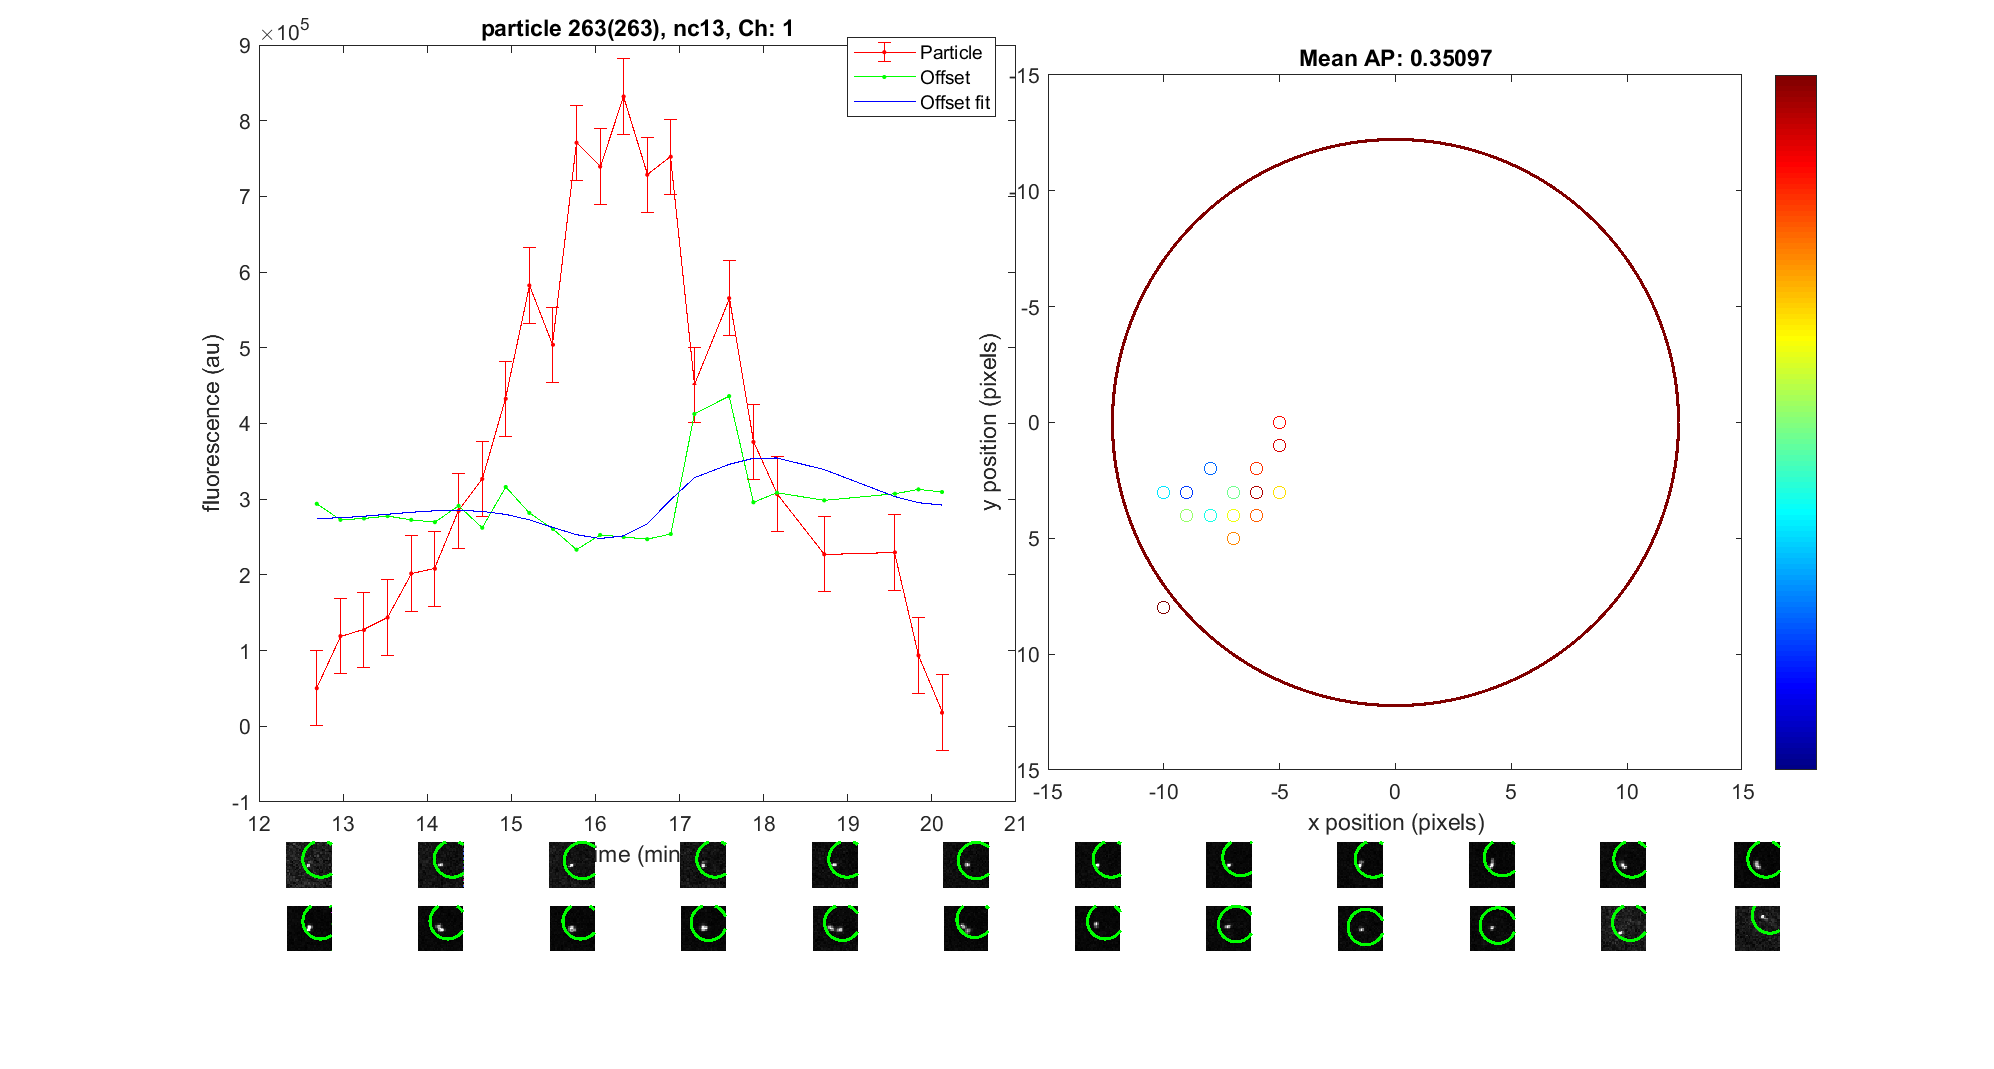 particle 263(263), nc13, Ch: 1
×10^5
9
8
7
6
5
4
3
2
1
0
-1
fluorescence (au)
12 13 14 15 16 17 18 19 20 21
ime (min
Particle
Offset
Offset fit
Mean AP: 0.35097
-15
-10
-5
0
5
10
15
y position (pixels)
-15 -10 -5 0 5 10 15
x position (pixels)